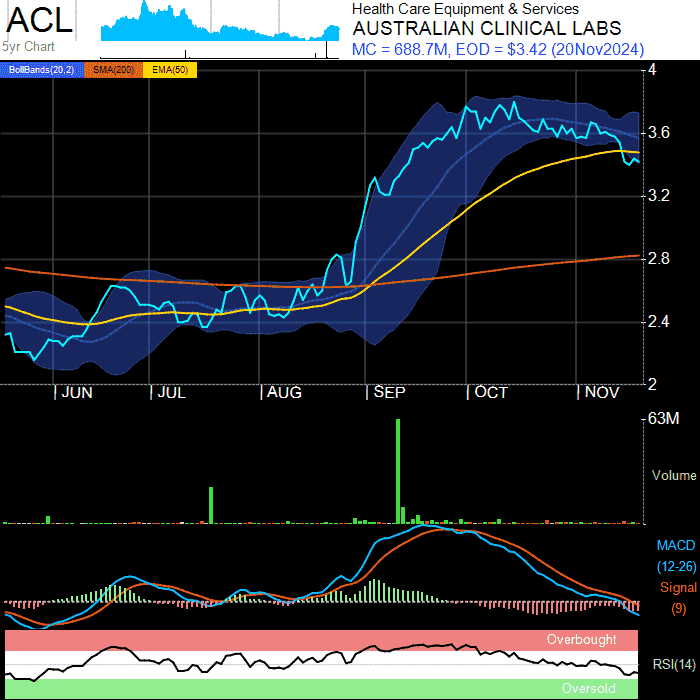 ACL
5yr Chart
Health Care Equipment & Services
AUSTRALIAN CLINICAL LABS
MC = 688.7M, EOD = $3.42 (20Nov2024)
BollBands(20,2) SMA(200) EMA(50)
4
3.6
3.2
2.8
2.4
2
JUN JUL AUG SEP OCT NOV
63M
Volume
MACD
(12-26)
Signal
(9)
Overbought
RSI(14)
Oversold